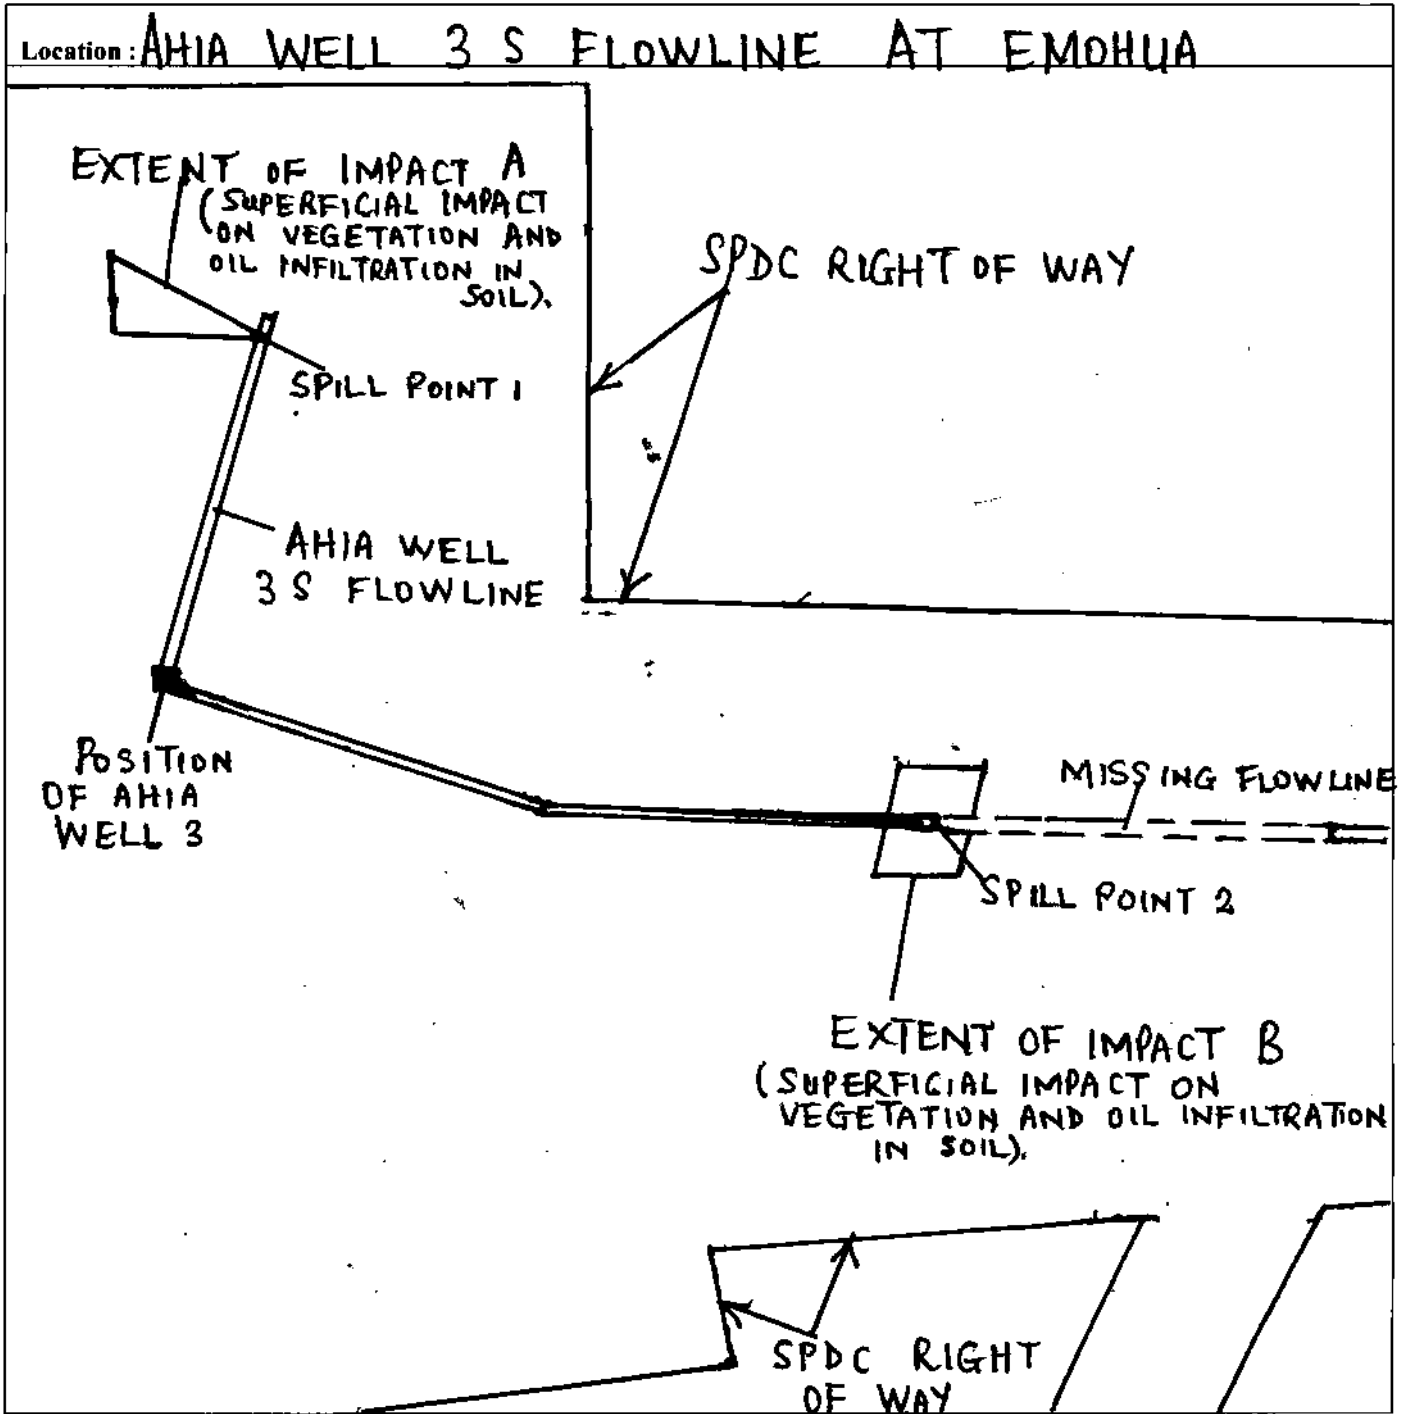 Location : AHIA WELL 3 S FLOWLINE AT EMOHUA
EXTENT OF IMPACT A
(SUPERFICIAL IMPACT
ON VEGETATION AND
OIL INFILTRATION IN
SOIL).
SPDC RIGHT OF WAY
SPILL POINT 1
AHIA WELL
3 S FLOWLINE
POSITION
OF AHIA
WELL 3
MISSING FLOWLINE
SPILL POINT 2
EXTENT OF IMPACT B
(SUPERFICIAL IMPACT ON
VEGETATION AND OIL INFILTRATION
IN SOIL).
SPDC RIGHT
OF WAY